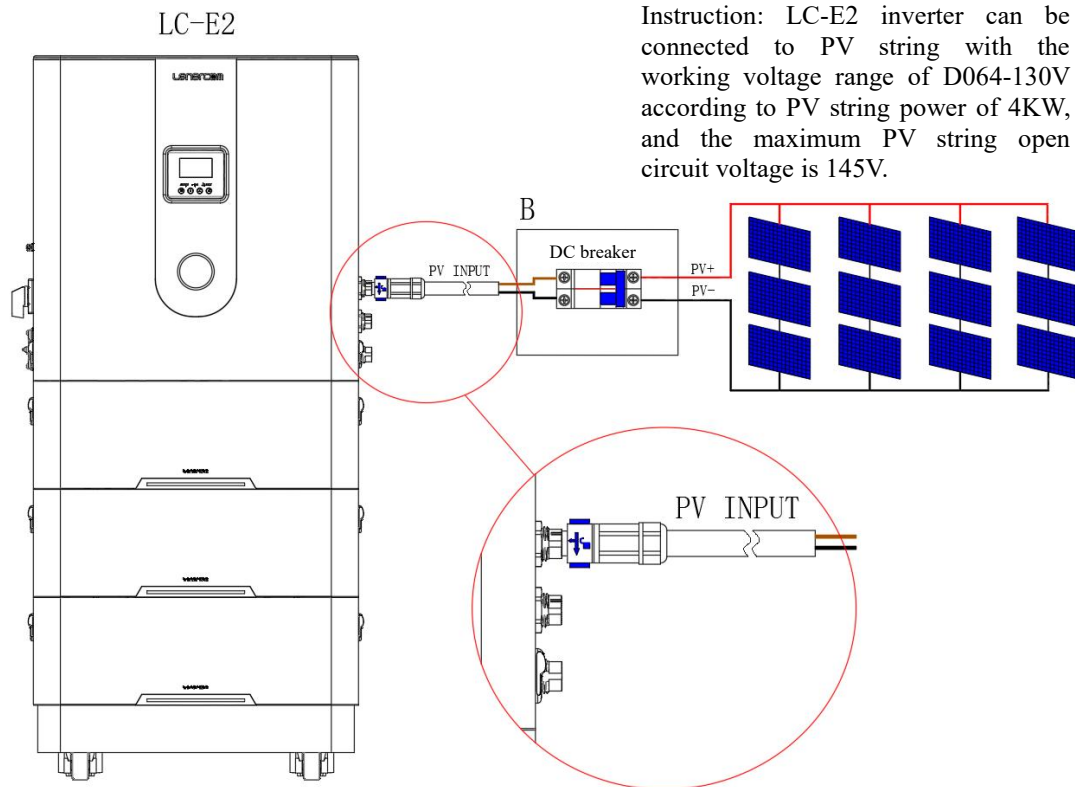 LC-E2
Instruction: LC-E2 inverter can be
connected to PV string with the
working voltage range of D064-130V
according to PV string power of 4KW,
and the maximum PV string open
circuit voltage is 145V.
B
DC breaker
PV INPUT
PV+
PV-
PV INPUT